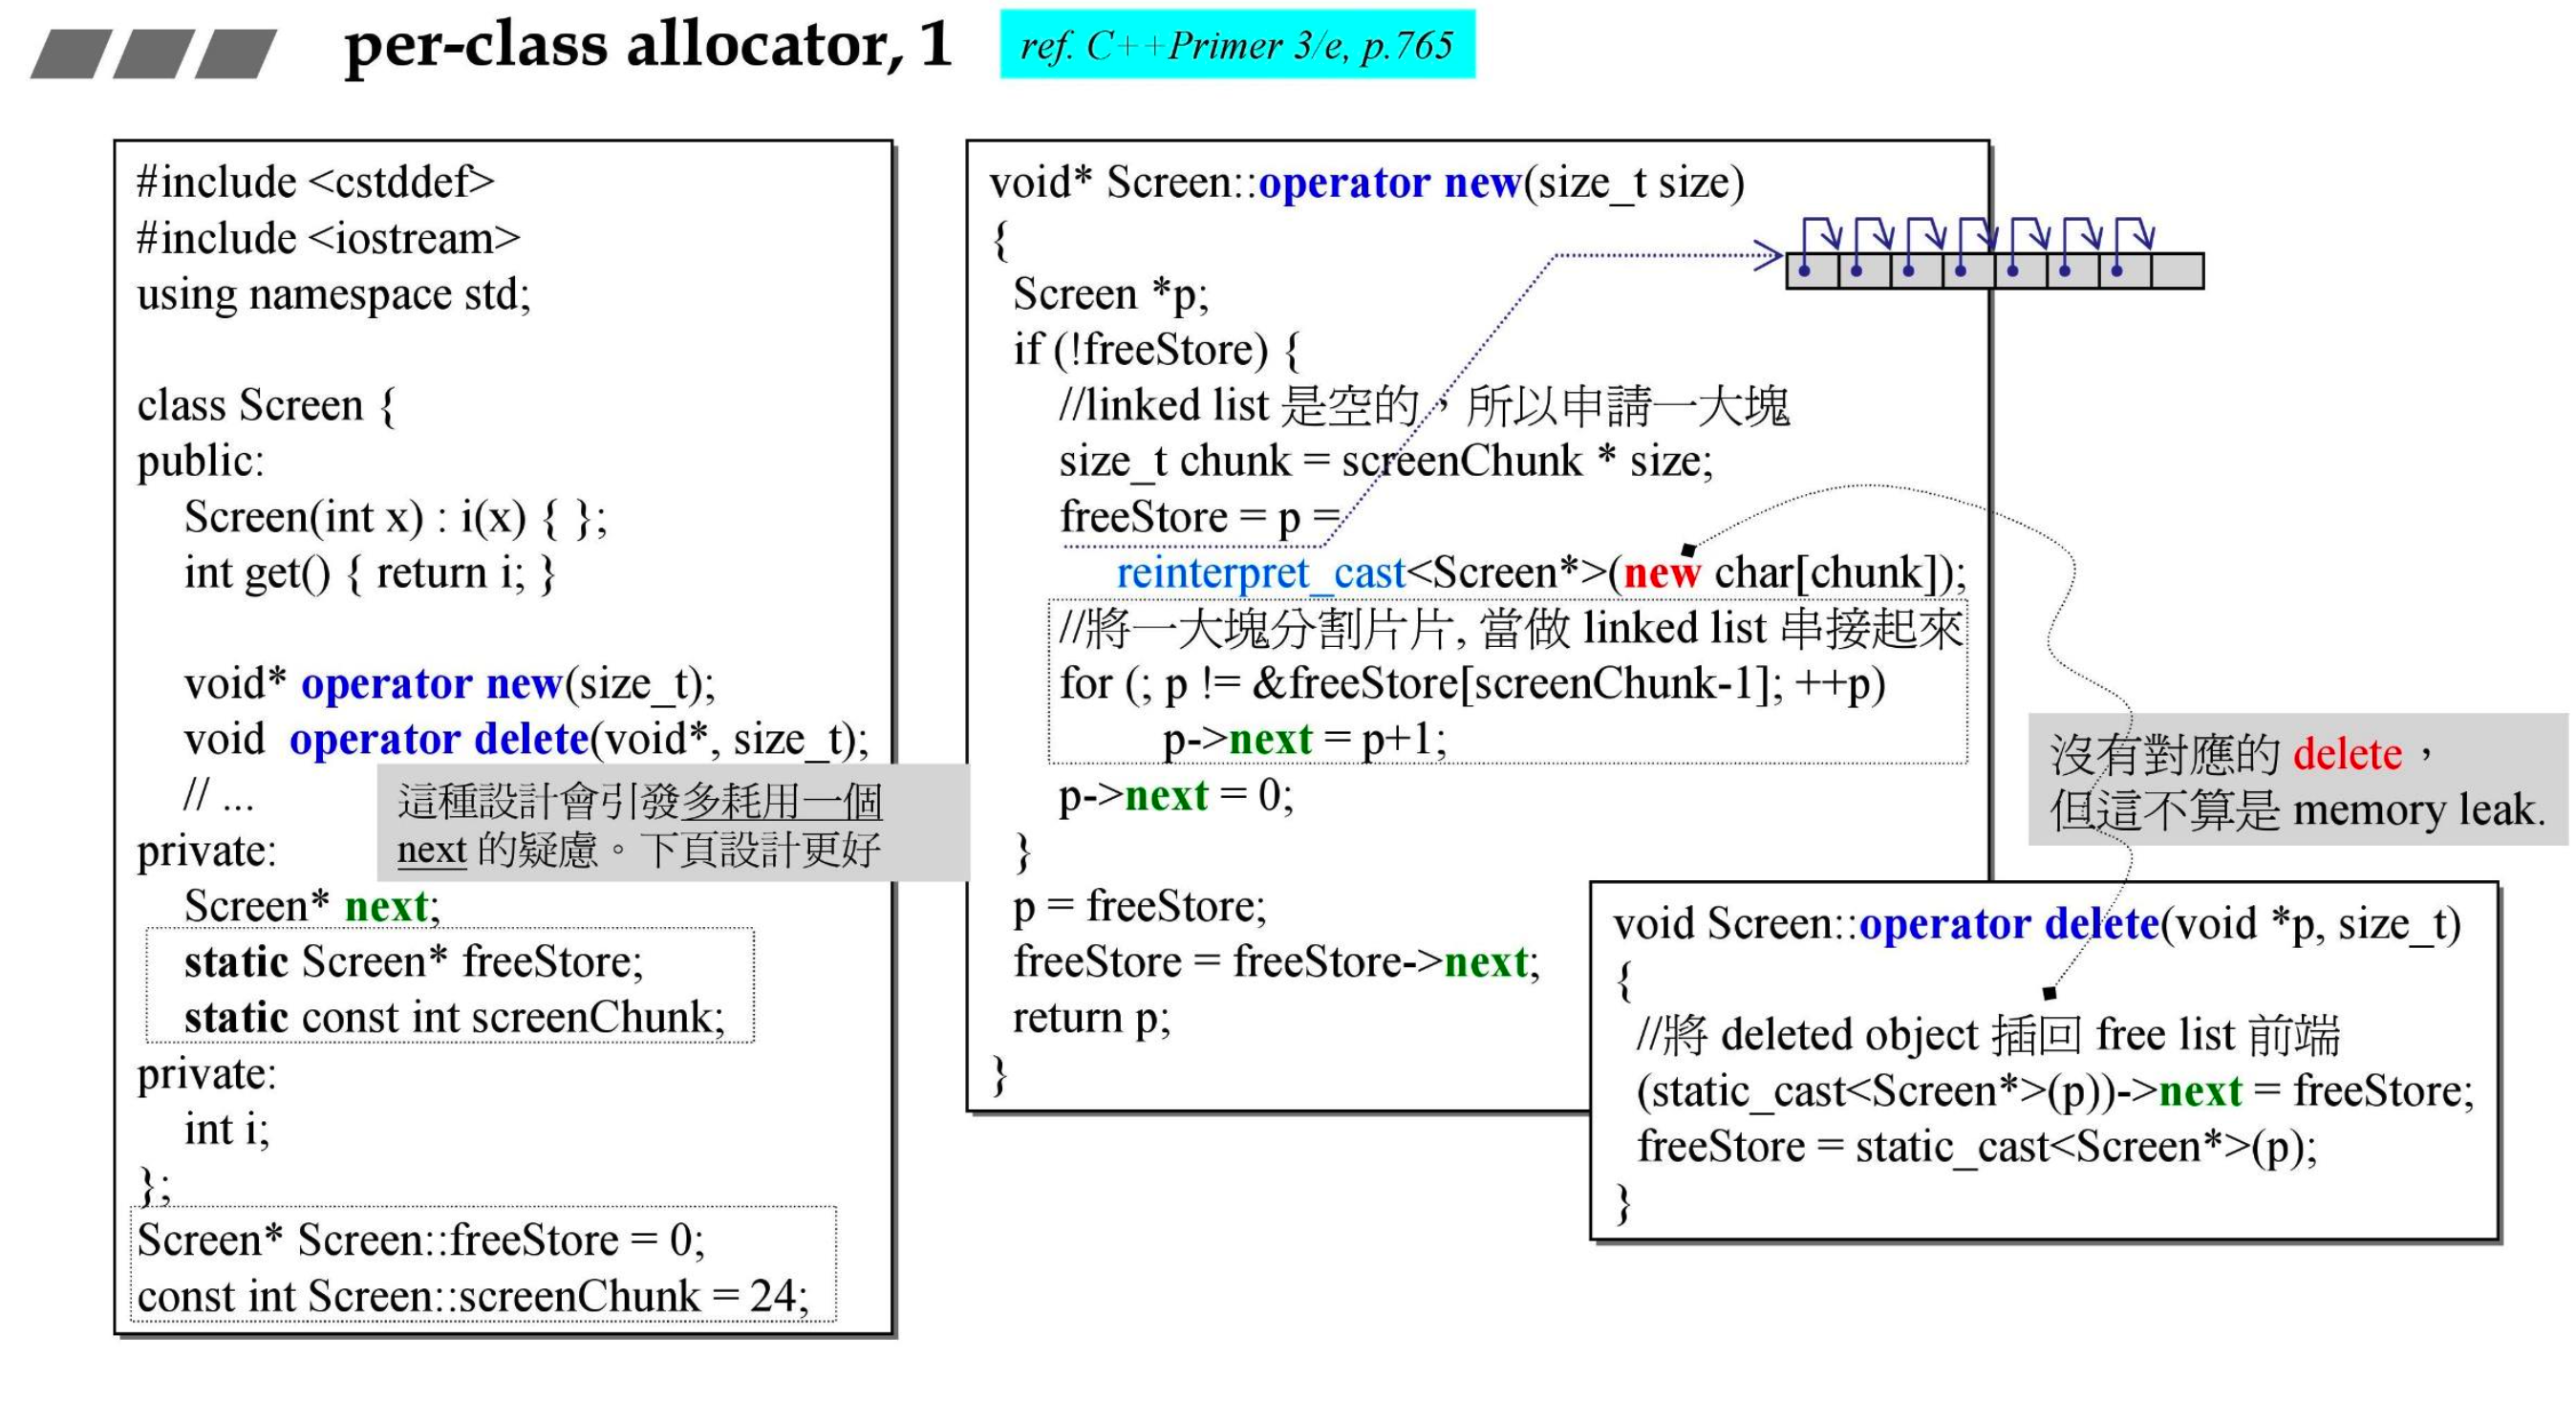 per-class allocator, 1
ref. C++Primer 3/e, p.765
#include <cstddef>
#include <iostream>
using namespace std;
class Screen {
public:
Screen(int x) : i(x) { };
int get() { return i; }
void* operator new(size_t);
void operator delete(void*, size_t);
// ...
這種設計會引發多耗用一個
next 的疑慮。下頁設計更好
private:
Screen* next;
static Screen* freeStore;
static const int screenChunk;
private:
int i;
};
Screen* Screen::freeStore = 0;
const int Screen::screenChunk = 24;
void* Screen::operator new(size_t size)
{
Screen *p;
if (!freeStore) {
//linked list 是空的，所以申請一大塊
size_t chunk = screenChunk * size;
freeStore = p =
reinterpret_cast<Screen*>(new char[chunk]);
//將一大塊分割片片, 當做 linked list 串接起來
for (; p != &freeStore[screenChunk-1]; ++p)
p->next = p+1;
p->next = 0;
}
p = freeStore;
freeStore = freeStore->next;
return p;
}
沒有對應的 delete，
但這不算是 memory leak.
void Screen::operator delete(void *p, size_t)
{
//將 deleted object 插回 free list 前端
(static_cast<Screen*>(p))->next = freeStore;
freeStore = static_cast<Screen*>(p);
}